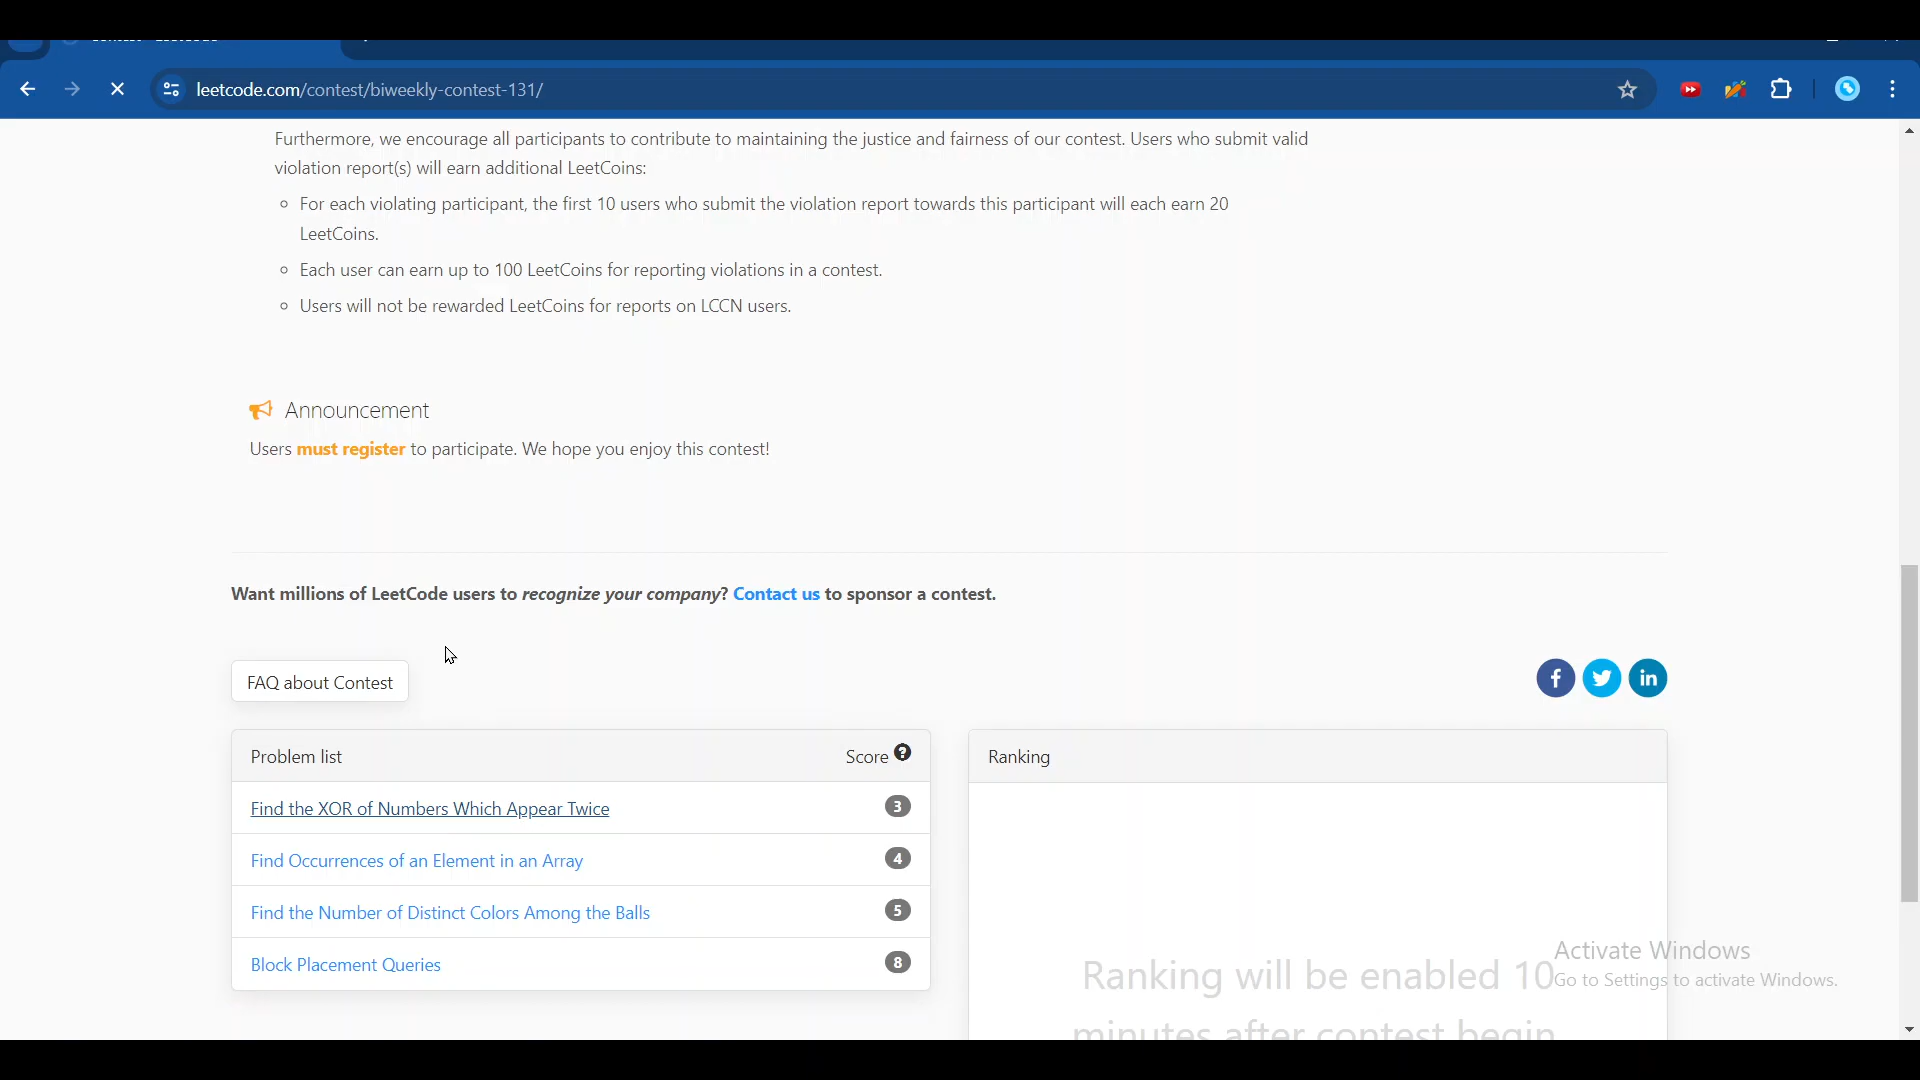 leetcode.com/contest/biweekly-contest-131/
Furthermore, we encourage all participants to contribute to maintaining the justice and fairness of our contest. Users who submit valid
violation report(s) will earn additional LeetCoins:
For each violating participant, the first 10 users who submit the violation report towards this participant will each earn 20
LeetCoins.
Each user can earn up to 100 LeetCoins for reporting violations in a contest.
Users will not be rewarded LeetCoins for reports on LCCN users.
Announcement
Users must register to participate. We hope you enjoy this contest!
Want millions of LeetCode users to recognize your company? Contact us to sponsor a contest.
FAQ about Contest
Problem list Score
Find the XOR of Numbers Which Appear Twice 3
Find Occurrences of an Element in an Array 4
Find the Number of Distinct Colors Among the Balls 5
Block Placement Queries 8
Ranking
Ranking will be enabled 10
minutes after contest begin
Activate Windows
Go to Settings to activate Windows.